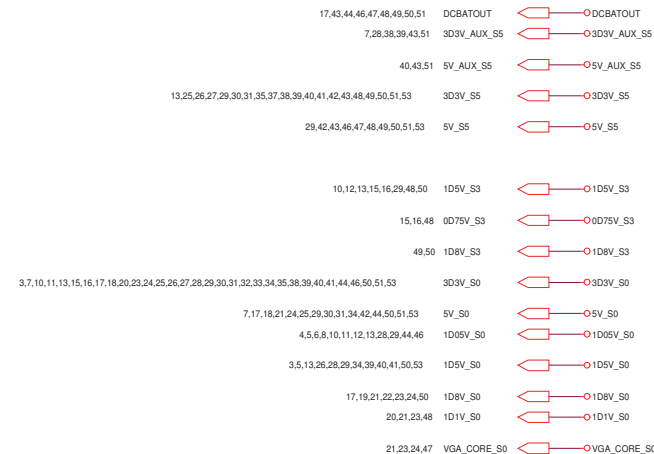 17,43,44,46,47,48,49,50,51 DCBATOUT DCBATOUT
7,28,38,39,43,51 3D3V_AUX_S5 3D3V_AUX_S5
40,43,51 5V_AUX_S5 5V_AUX_S5
13,25,26,27,29,30,31,35,37,38,39,40,41,42,43,48,49,50,51,53 3D3V_S5 3D3V_S5
29,42,43,46,47,48,49,50,51,53 5V_S5 5V_S5
10,12,13,15,16,29,48,50 1D5V_S3 1D5V_S3
15,16,48 0D75V_S3 0D75V_S3
49,50 1D8V_S3 1D8V_S3
3,7,10,11,13,15,16,17,18,20,23,24,25,26,27,28,29,30,31,32,33,34,35,38,39,40,41,44,46,50,51,53 3D3V_S0 3D3V_S0
7,17,18,21,24,25,29,30,31,34,42,44,50,51,53 5V_S0 5V_S0
4,5,6,8,10,11,12,13,28,29,44,46 1D05V_S0 1D05V_S0
3,5,13,26,28,29,34,39,40,41,50,53 1D5V_S0 1D5V_S0
17,19,21,22,23,24,50 1D8V_S0 1D8V_S0
20,21,23,48 1D1V_S0 1D1V_S0
21,23,24,47 VGA_CORE_S0 VGA_CORE_S0